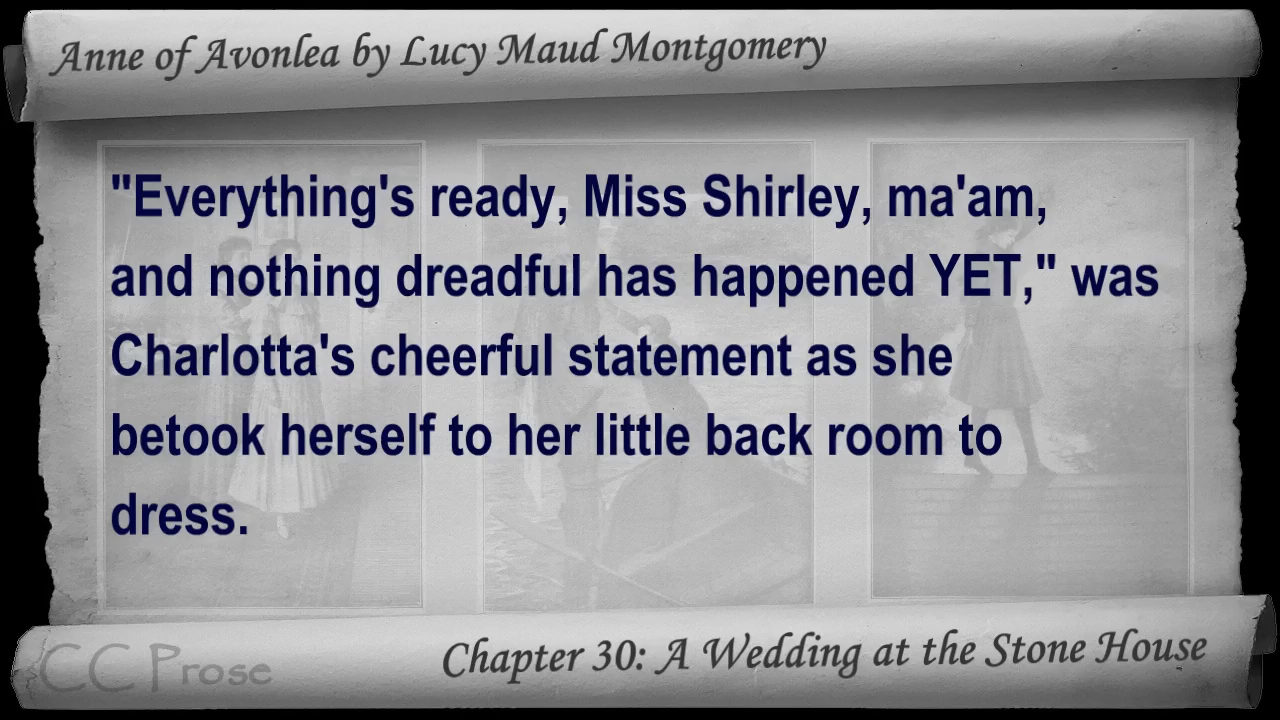 Anne of Avonlea by Lucy Maud Montgomery
"Everything's ready, Miss Shirley, ma'am,
and nothing dreadful has happened YET," was
Charlotta's cheerful statement as she
betook herself to her little back room to
dress.
CC Prose
Chapter 30: A Wedding at the Stone House